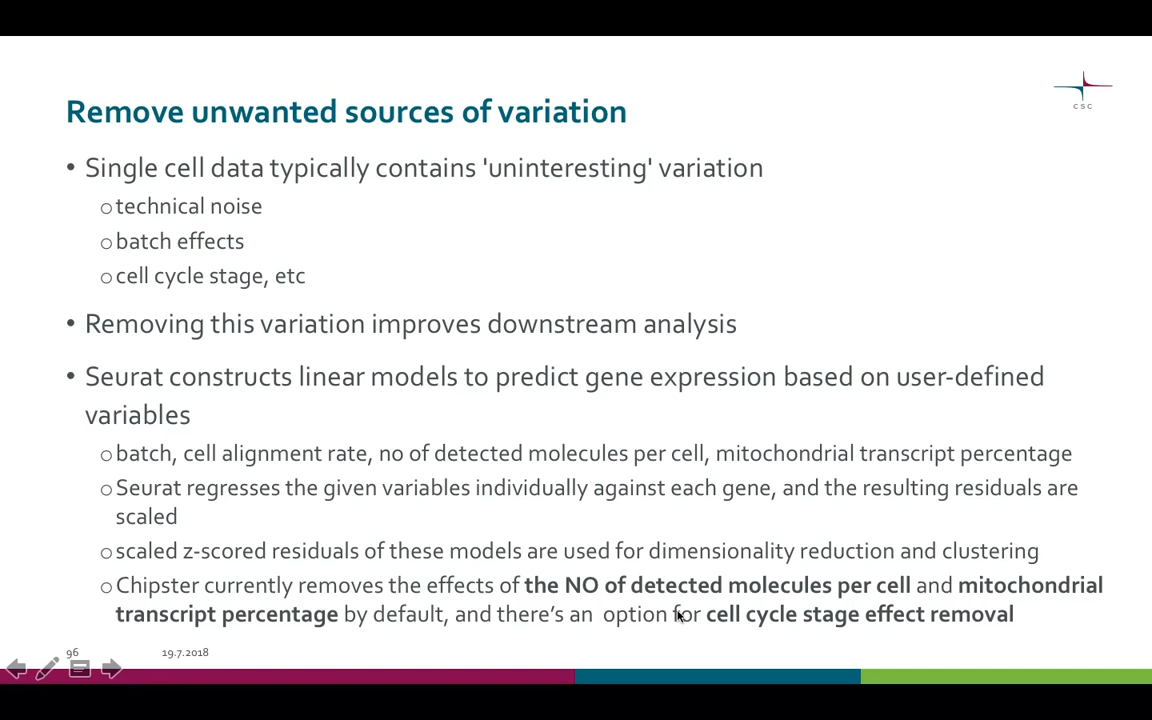 Remove unwanted sources of variation
CSC
• Single cell data typically contains 'uninteresting' variation
o technical noise
o batch effects
o cell cycle stage, etc
• Removing this variation improves downstream analysis
• Seurat constructs linear models to predict gene expression based on user-defined
variables
o batch, cell alignment rate, no of detected molecules per cell, mitochondrial transcript percentage
o Seurat regresses the given variables individually against each gene, and the resulting residuals are
scaled
o scaled z-scored residuals of these models are used for dimensionality reduction and clustering
o Chipster currently removes the effects of the NO of detected molecules per cell and mitochondrial
transcript percentage by default, and there's an option for cell cycle stage effect removal
96 19.7.2018